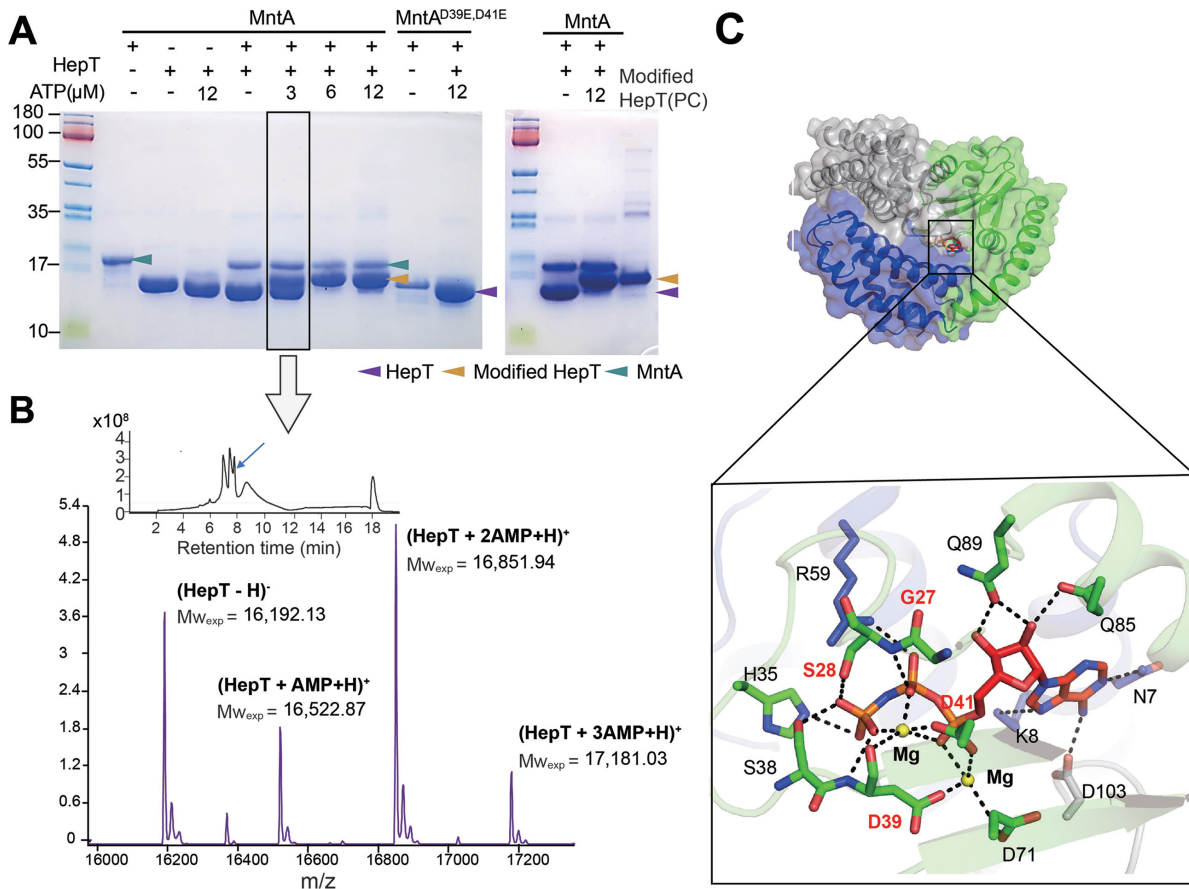 A
MntA
MntA^D39E,D41E
MntA
+ - - + + + + + + + +
HepT - + + + + + + - + + + Modified
ATP(µM) - - 12 - 3 6 12 - 12 - 12 HepT(PC)
180
100
55
35
17
10
HepT Modified HepT MntA
B
x10⁸
4
3
2
1
0
2 4 6 8 10 12 14 16 18
Retention time (min)
5.4
4.8
4.2
3.6
3
2.4
1.8
1.2
0.6
0
(HepT - H)⁻
Mw_exp = 16,192.13
(HepT + AMP+H)⁺
Mw_exp = 16,522.87
(HepT + 2AMP+H)⁺
Mw_exp = 16,851.94
(HepT + 3AMP+H)⁺
Mw_exp = 17,181.03
16000 16200 16400 16600 16800 17000 17200
m/z
C
Q89
R59
G27
Q85
S28
H35
D41
N7
K8
Mg
S38
Mg
D103
D39
D71